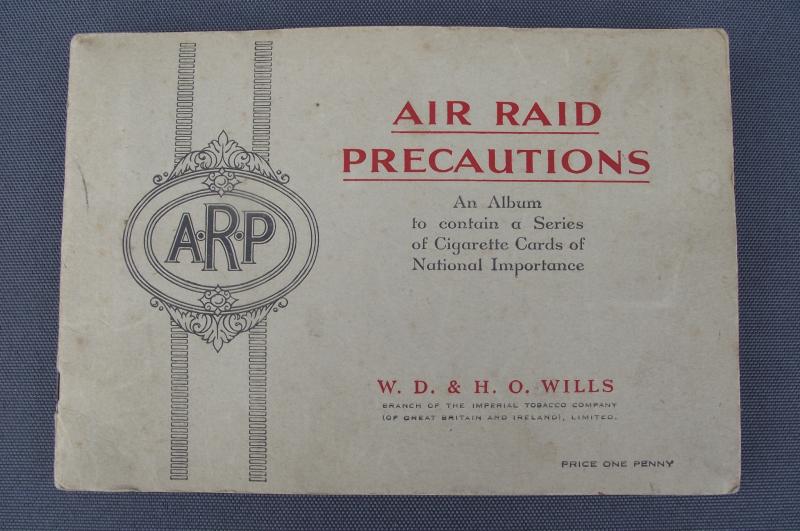 A·R·P
AIR RAID
PRECAUTIONS
An Album
to contain a Series
of Cigarette Cards of
National Importance
W. D. & H. O. WILLS
BRANCH OF THE IMPERIAL TOBACCO COMPANY
(OF GREAT BRITAIN AND IRELAND), LIMITED.
PRICE ONE PENNY